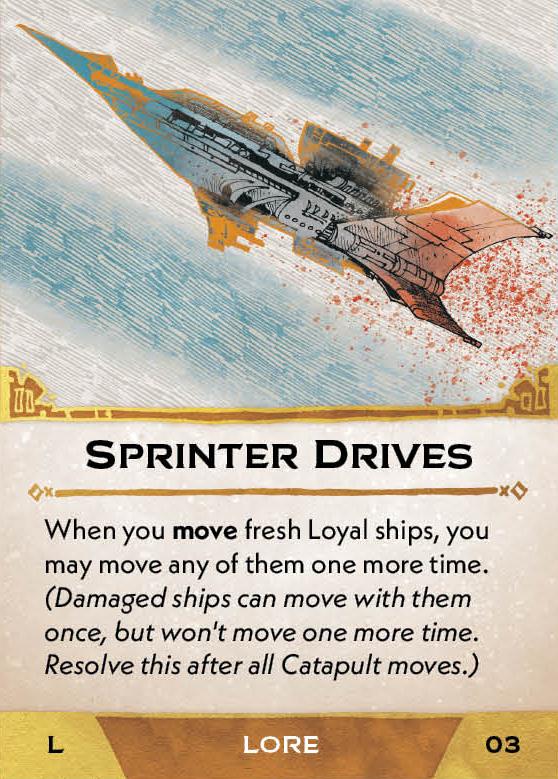 SPRINTER DRIVES
When you move fresh Loyal ships, you
may move any of them one more time.
(Damaged ships can move with them
once, but won't move one more time.
Resolve this after all Catapult moves.)
L LORE 03